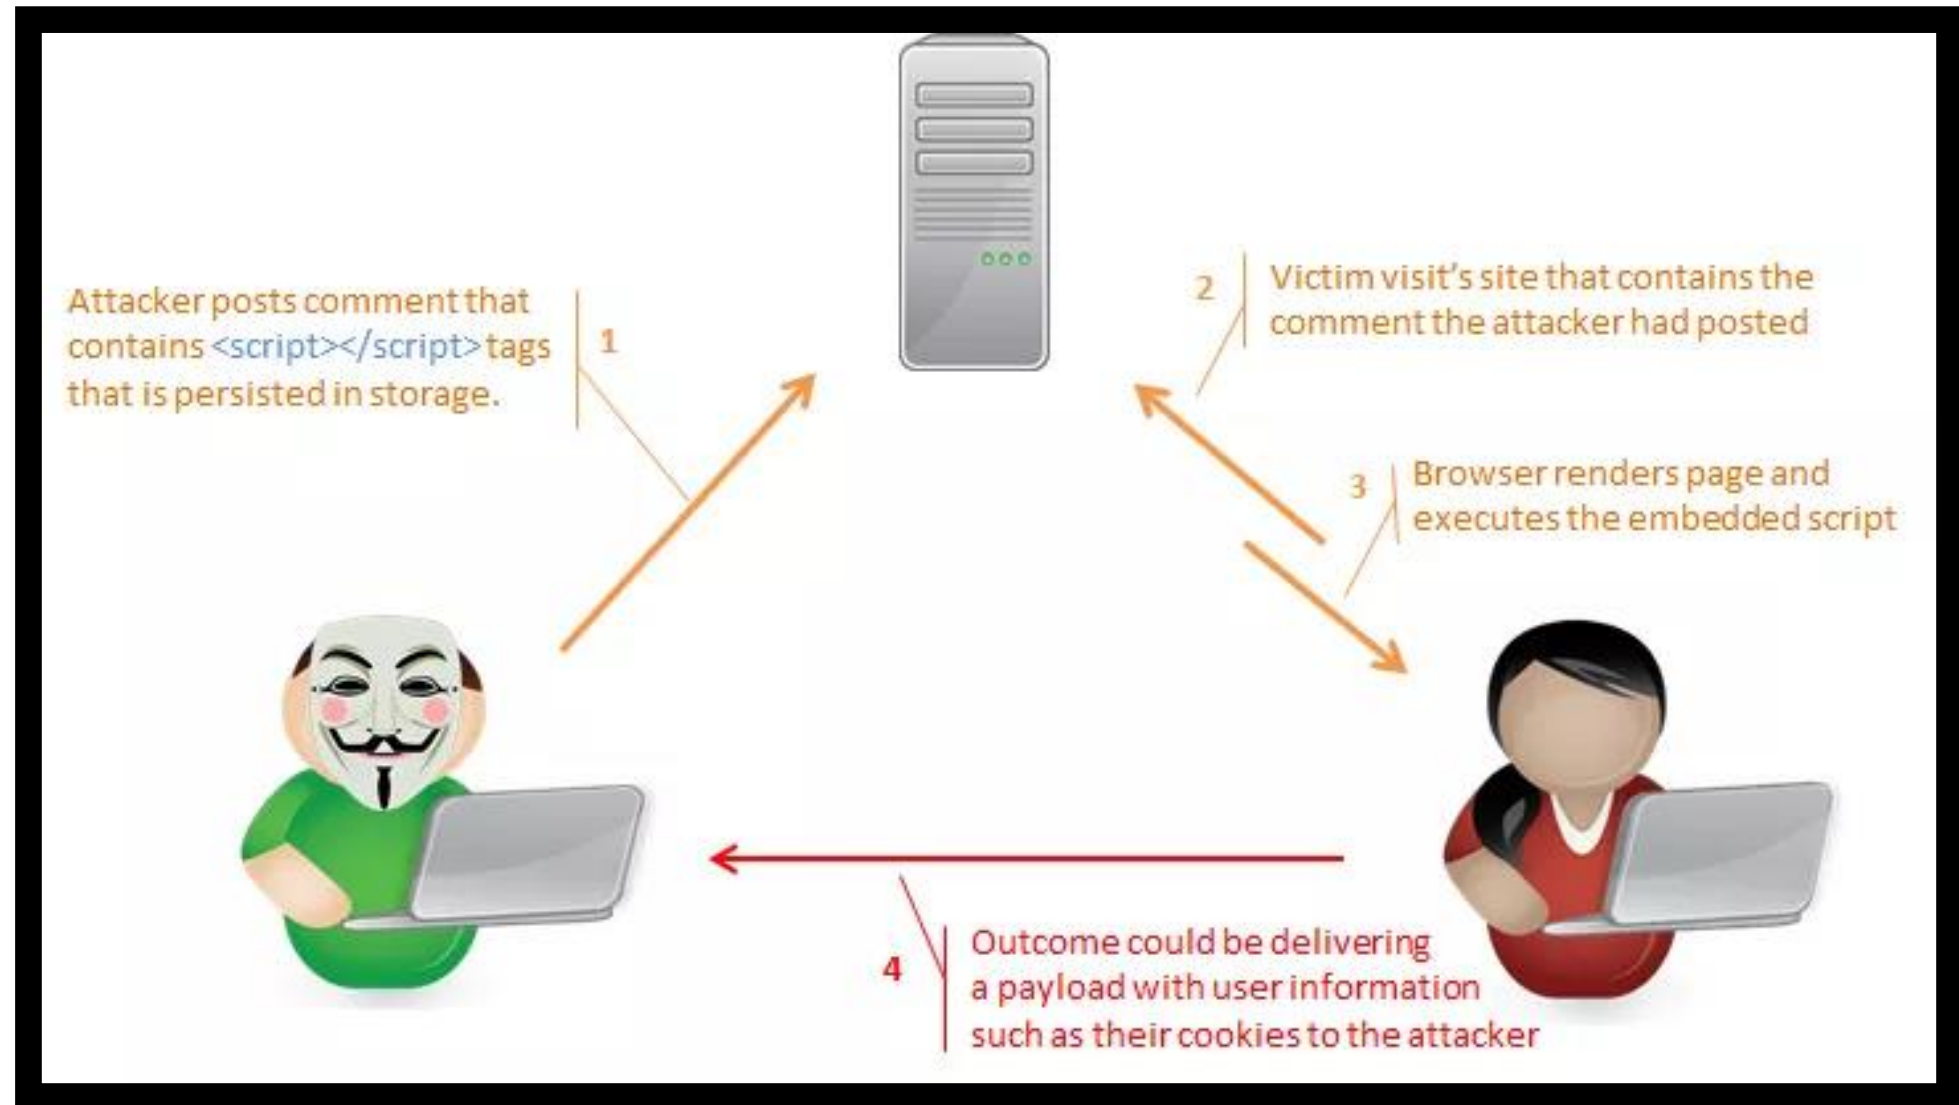 Attacker posts comment that
contains <script></script> tags
that is persisted in storage.
1
2
Victim visit's site that contains the
comment the attacker had posted
3
Browser renders page and
executes the embedded script
4
Outcome could be delivering
a payload with user information
such as their cookies to the attacker